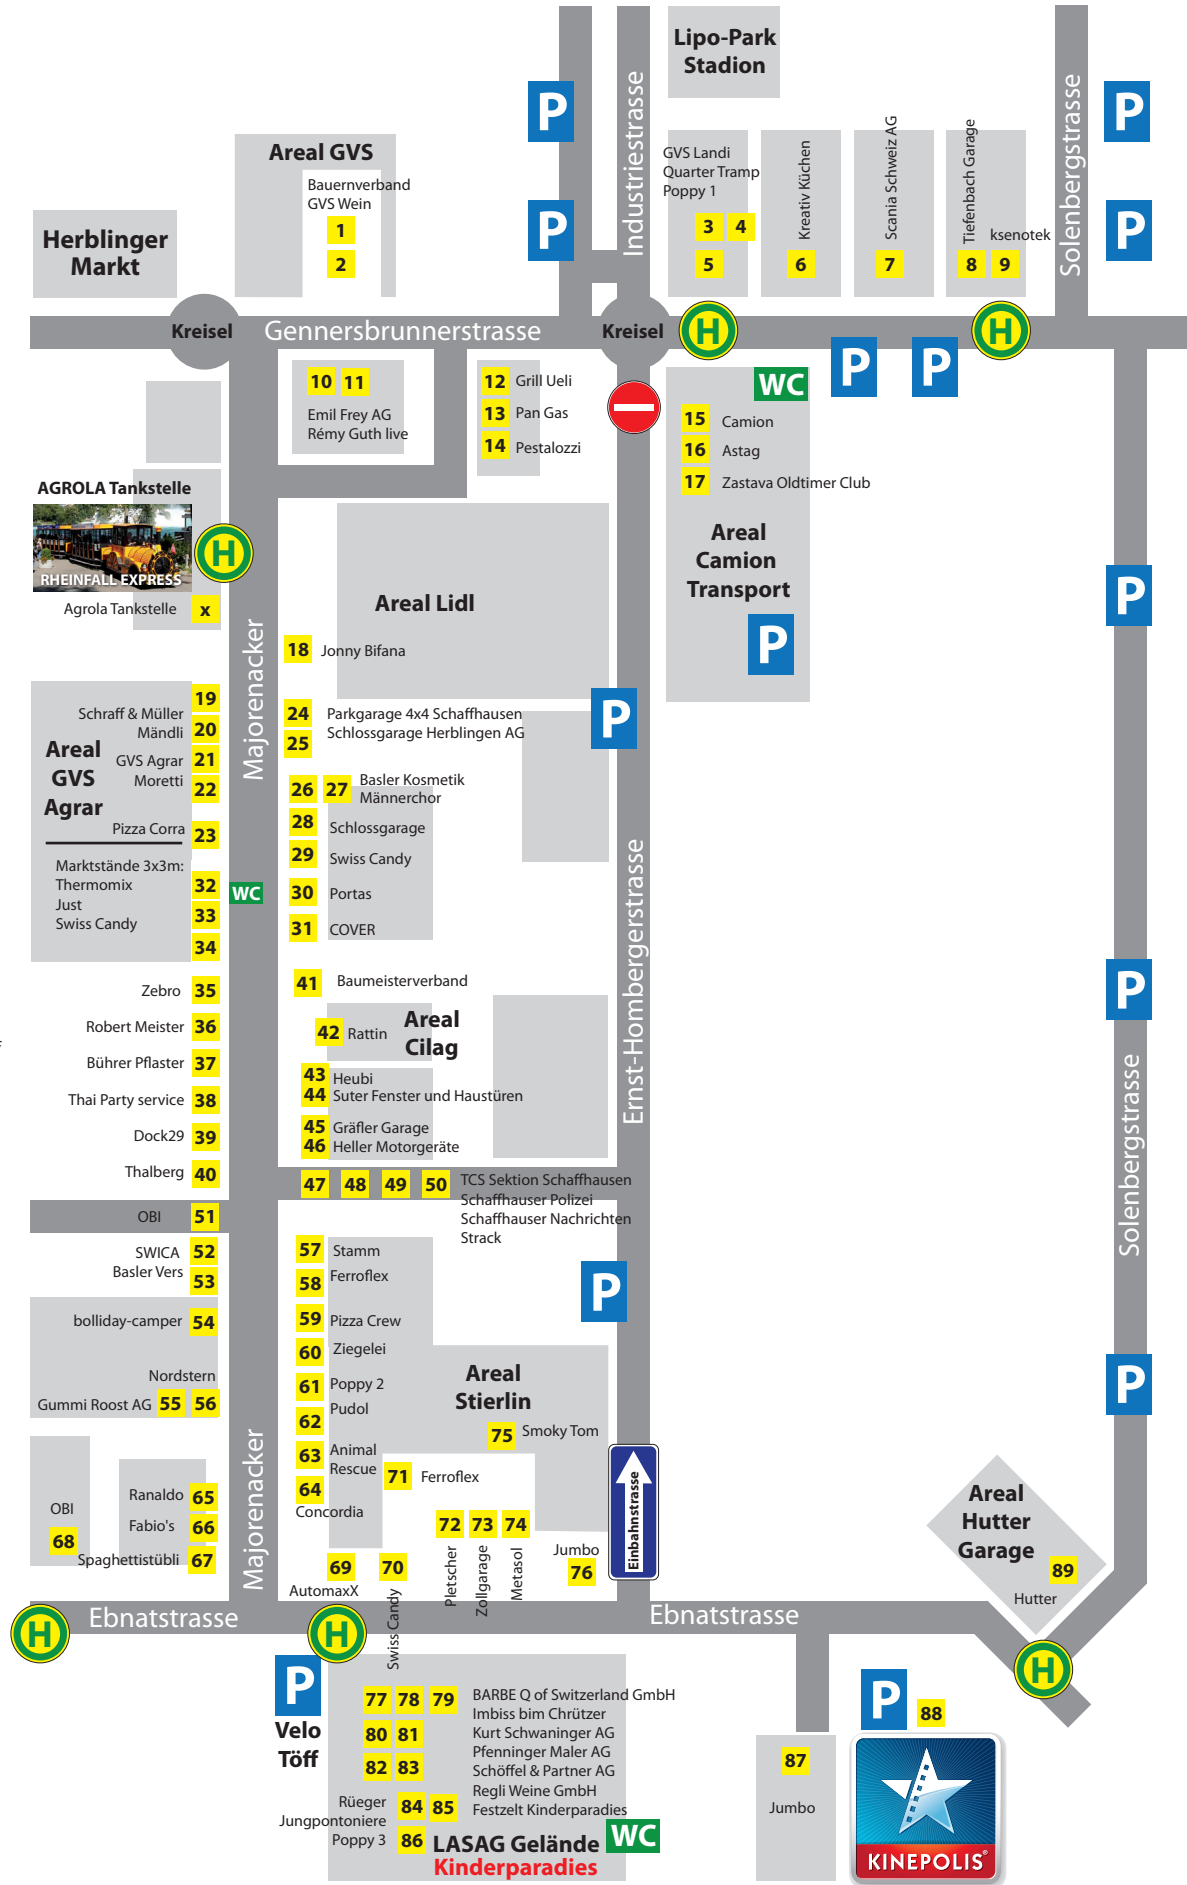 Lipo-Park
Stadion
P
P
P
P
Industriestrasse
Solenbergstrasse
Areal GVS
Bauernverband
GVS Wein
1
2
Herblinger
Markt
GVS Landi
Quarter Tramp
Poppy 1
3 4
5
Kreativ Küchen
6
Scania Schweiz AG
7
Tiefenbach Garage
ksenotek
8 9
Kreisel
Gennersbrunnerstrasse
Kreisel
H
H
P
P
10 11
Emil Frey AG
Rémy Guth live
12 Grill Ueli
13 Pan Gas
14 Pestalozzi
WC
15 Camion
16 Astag
17 Zastava Oldtimer Club
Areal
Camion
Transport
P
AGROLA Tankstelle
RHEINFALL EXPRESS
H
Agrola Tankstelle x
Areal Lidl
P
Majorenacker
18 Jonny Bifana
19
Schraff & Müller
Mändli 20
GVS Agrar 21
Moretti
22
Areal
GVS
Agrar
Pizza Corra 23
24 Parkgarage 4x4 Schaffhausen
25 Schlossgarage Herblingen AG
P
26 27 Basler Kosmetik
Männerchor
28 Schlossgarage
29 Swiss Candy
30 Portas
31 COVER
Marktstände 3x3m:
Thermomix 32
Just 33
Swiss Candy
34
WC
Ernst-Hombergerstrasse
P
Zebro 35
Robert Meister 36
Bührer Pflaster 37
Thai Party service 38
Dock29 39
Thalberg 40
41 Baumeisterverband
42 Rattin
Areal
Cilag
43 Heubi
44 Suter Fenster und Haustüren
45 Gräfler Garage
46 Heller Motorgeräte
Solenbergstrasse
47 48 49 50 TCS Sektion Schaffhausen
Schaffhauser Polizei
Schaffhauser Nachrichten
Strack
OBI 51
SWICA 52
Basler Vers 53
bolliday-camper 54
Nordstern
Gummi Roost AG 55 56
57 Stamm
58 Ferroflex
59 Pizza Crew
60 Ziegelei
61 Poppy 2
62 Pudol
63 Animal
Rescue
64
Concordia
P
P
Areal
Stierlin
75 Smoky Tom
71 Ferroflex
Majorenacker
OBI
68
Ranaldo 65
Fabio's 66
Spaghettistübli 67
69
AutomaxX
70
Swiss Candy
72 73 74
Pletscher
Zollgarage
Metasol
Jumbo
76
Einbahnstrasse
Areal
Hutter
Garage
89
Hutter
H
Ebnatstrasse
H
Ebnatstrasse
H
P
Velo
Töff
77 78 79
80 81
82 83
BARBE Q of Switzerland GmbH
Imbiss bim Chrützer
Kurt Schwaninger AG
Pfenninger Maler AG
Schöffel & Partner AG
Regli Weine GmbH
Festzelt Kinderparadies
Rüeger 84 85
Jungpontoniere
Poppy 3 86
LASAG Gelände
Kinderparadies
WC
87
Jumbo
P
88
KINEPOLIS®